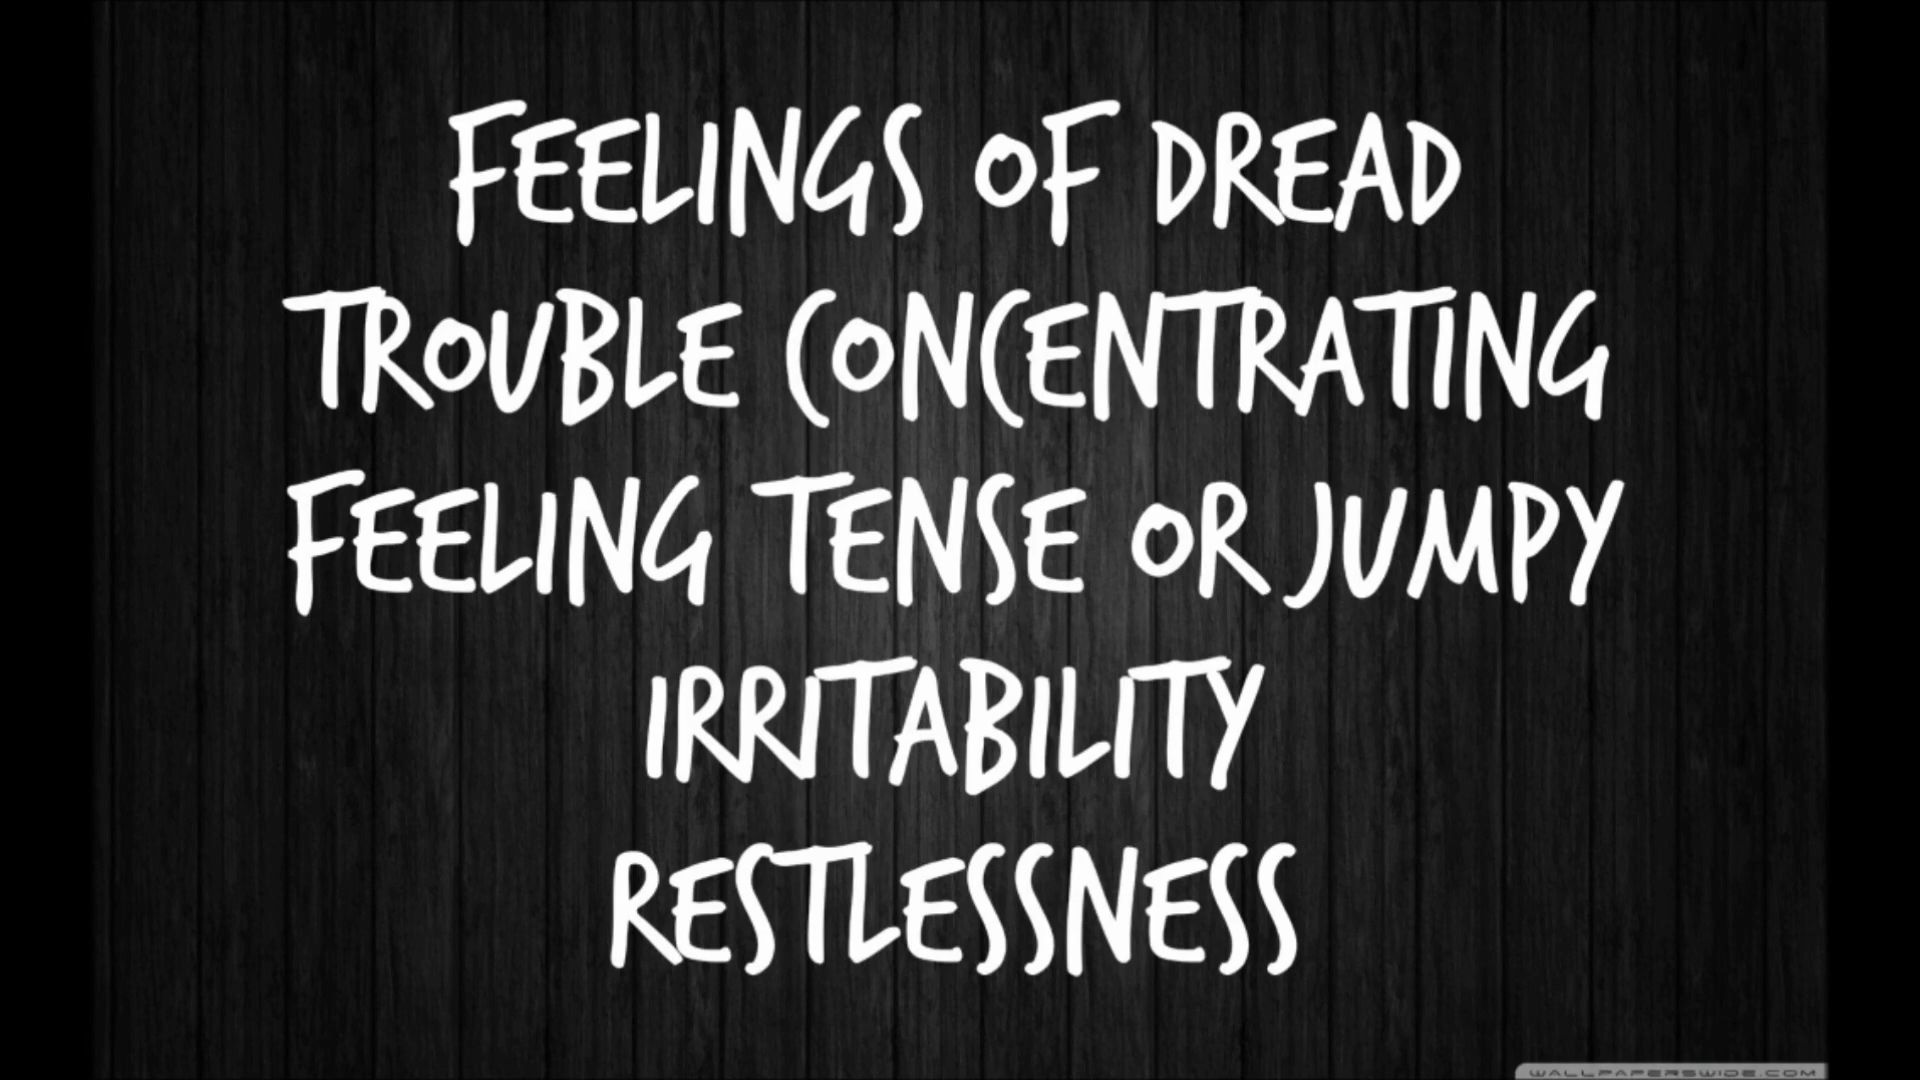 FEELINGS OF DREAD
TROUBLE CONCENTRATING
FEELING TENSE OR JUMPY
IRRITABILITY
RESTLESSNESS
WALLPAPERSWIDE.COM